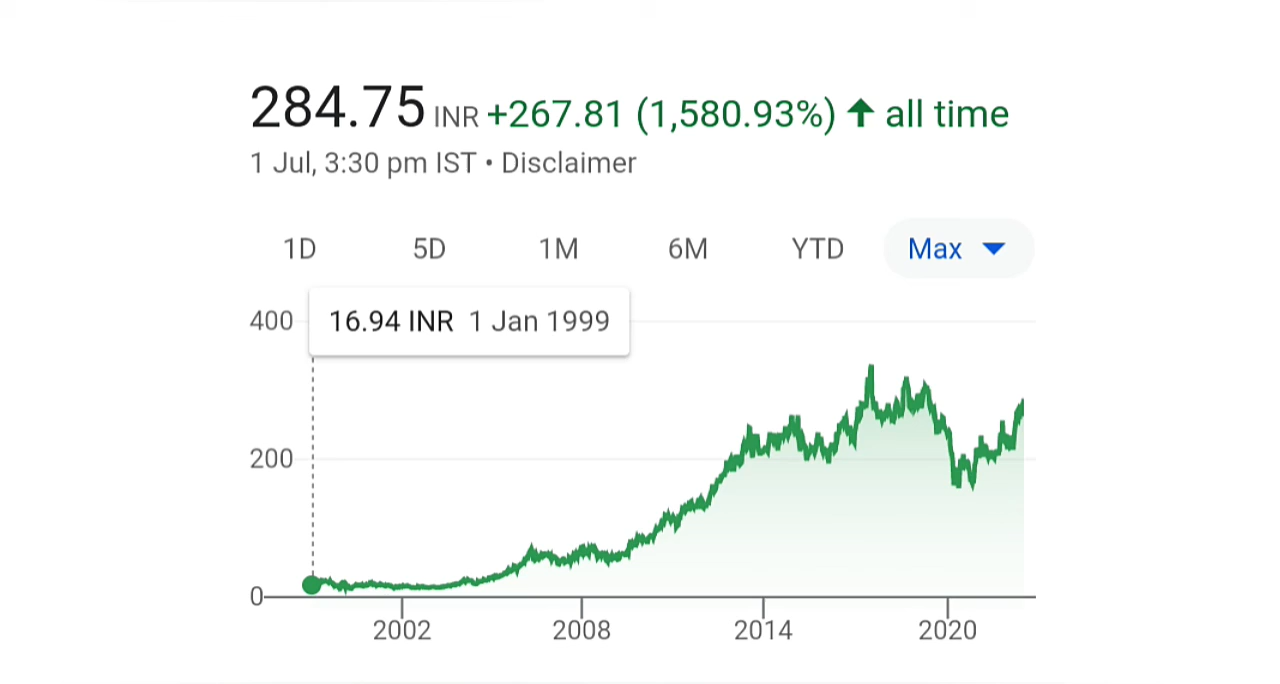 284.75 INR +267.81 (1,580.93%) ↑ all time
1 Jul, 3:30 pm IST • Disclaimer
1D 5D 1M 6M YTD Max
400 16.94 INR 1 Jan 1999
200
0
2002 2008 2014 2020